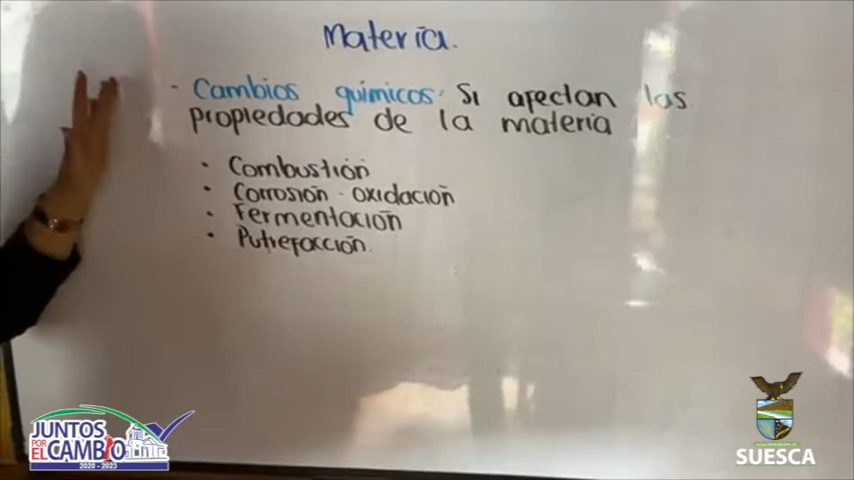 Materia.
- Cambios químicos: Si afectan las
propiedades de la materia
• Combustión
• Corrosión - oxidación
• Fermentación
• Putrefacción.
JUNTOS
POR
EL CAMBIO
2020 - 2023
SUESCA